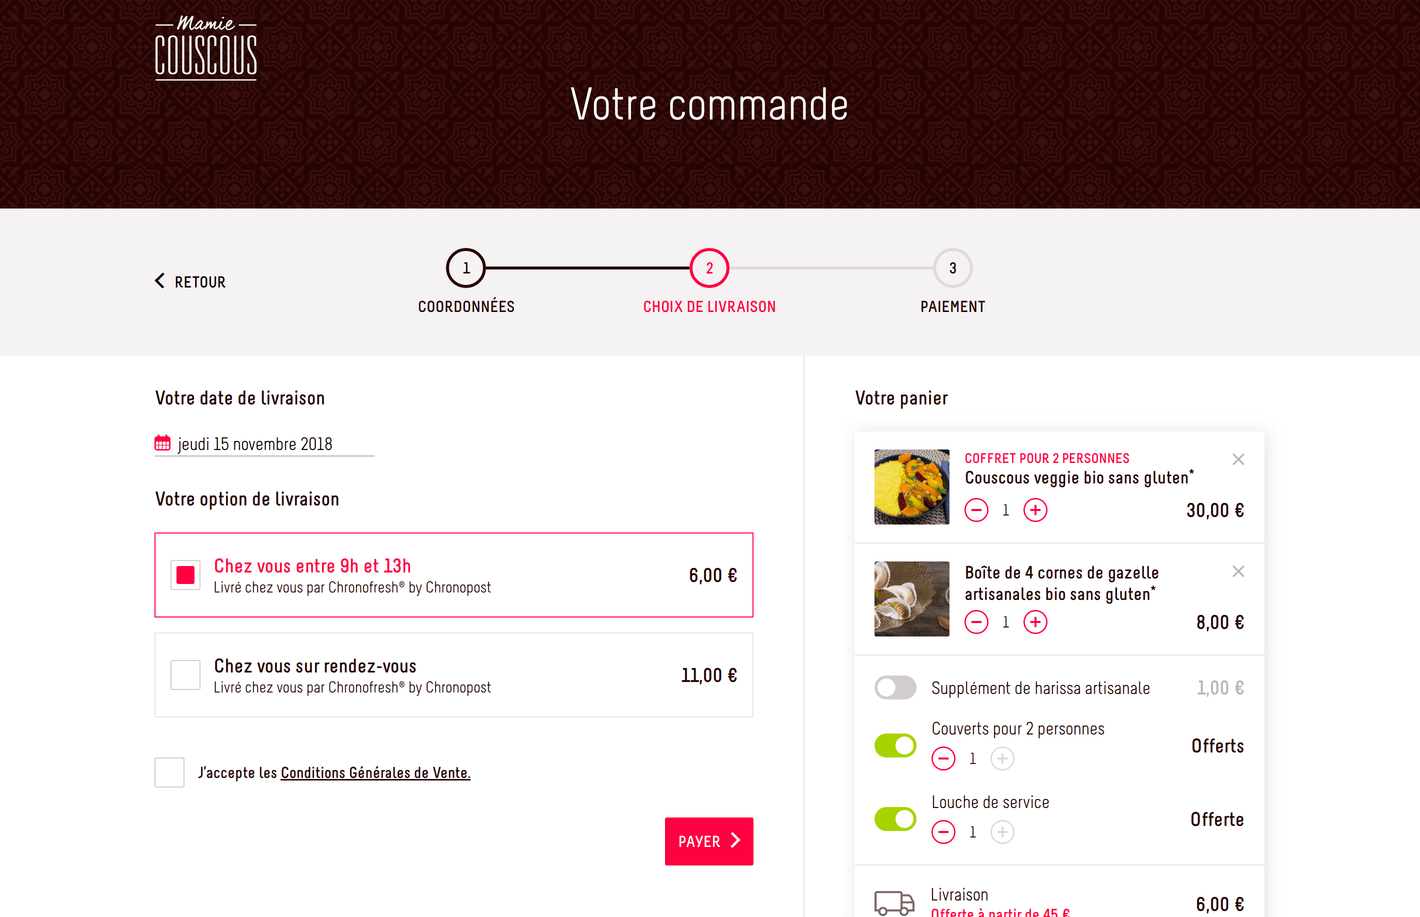 Mamie
COUSCOUS
Votre commande
RETOUR
1
2
3
COORDONNÉES
CHOIX DE LIVRAISON
PAIEMENT
Votre date de livraison
jeudi 15 novembre 2018
Votre option de livraison
Chez vous entre 9h et 13h
Livré chez vous par Chronofresh® by Chronopost
6,00 €
Chez vous sur rendez-vous
Livré chez vous par Chronofresh® by Chronopost
11,00 €
J'accepte les Conditions Générales de Vente.
PAYER
Votre panier
COFFRET POUR 2 PERSONNES
Couscous veggie bio sans gluten*
1
30,00 €
Boîte de 4 cornes de gazelle
artisanales bio sans gluten*
1
8,00 €
Supplément de harissa artisanale
1,00 €
Couverts pour 2 personnes
1
Offerts
Louche de service
1
Offerte
Livraison
Offerte à partir de 45 €
6,00 €